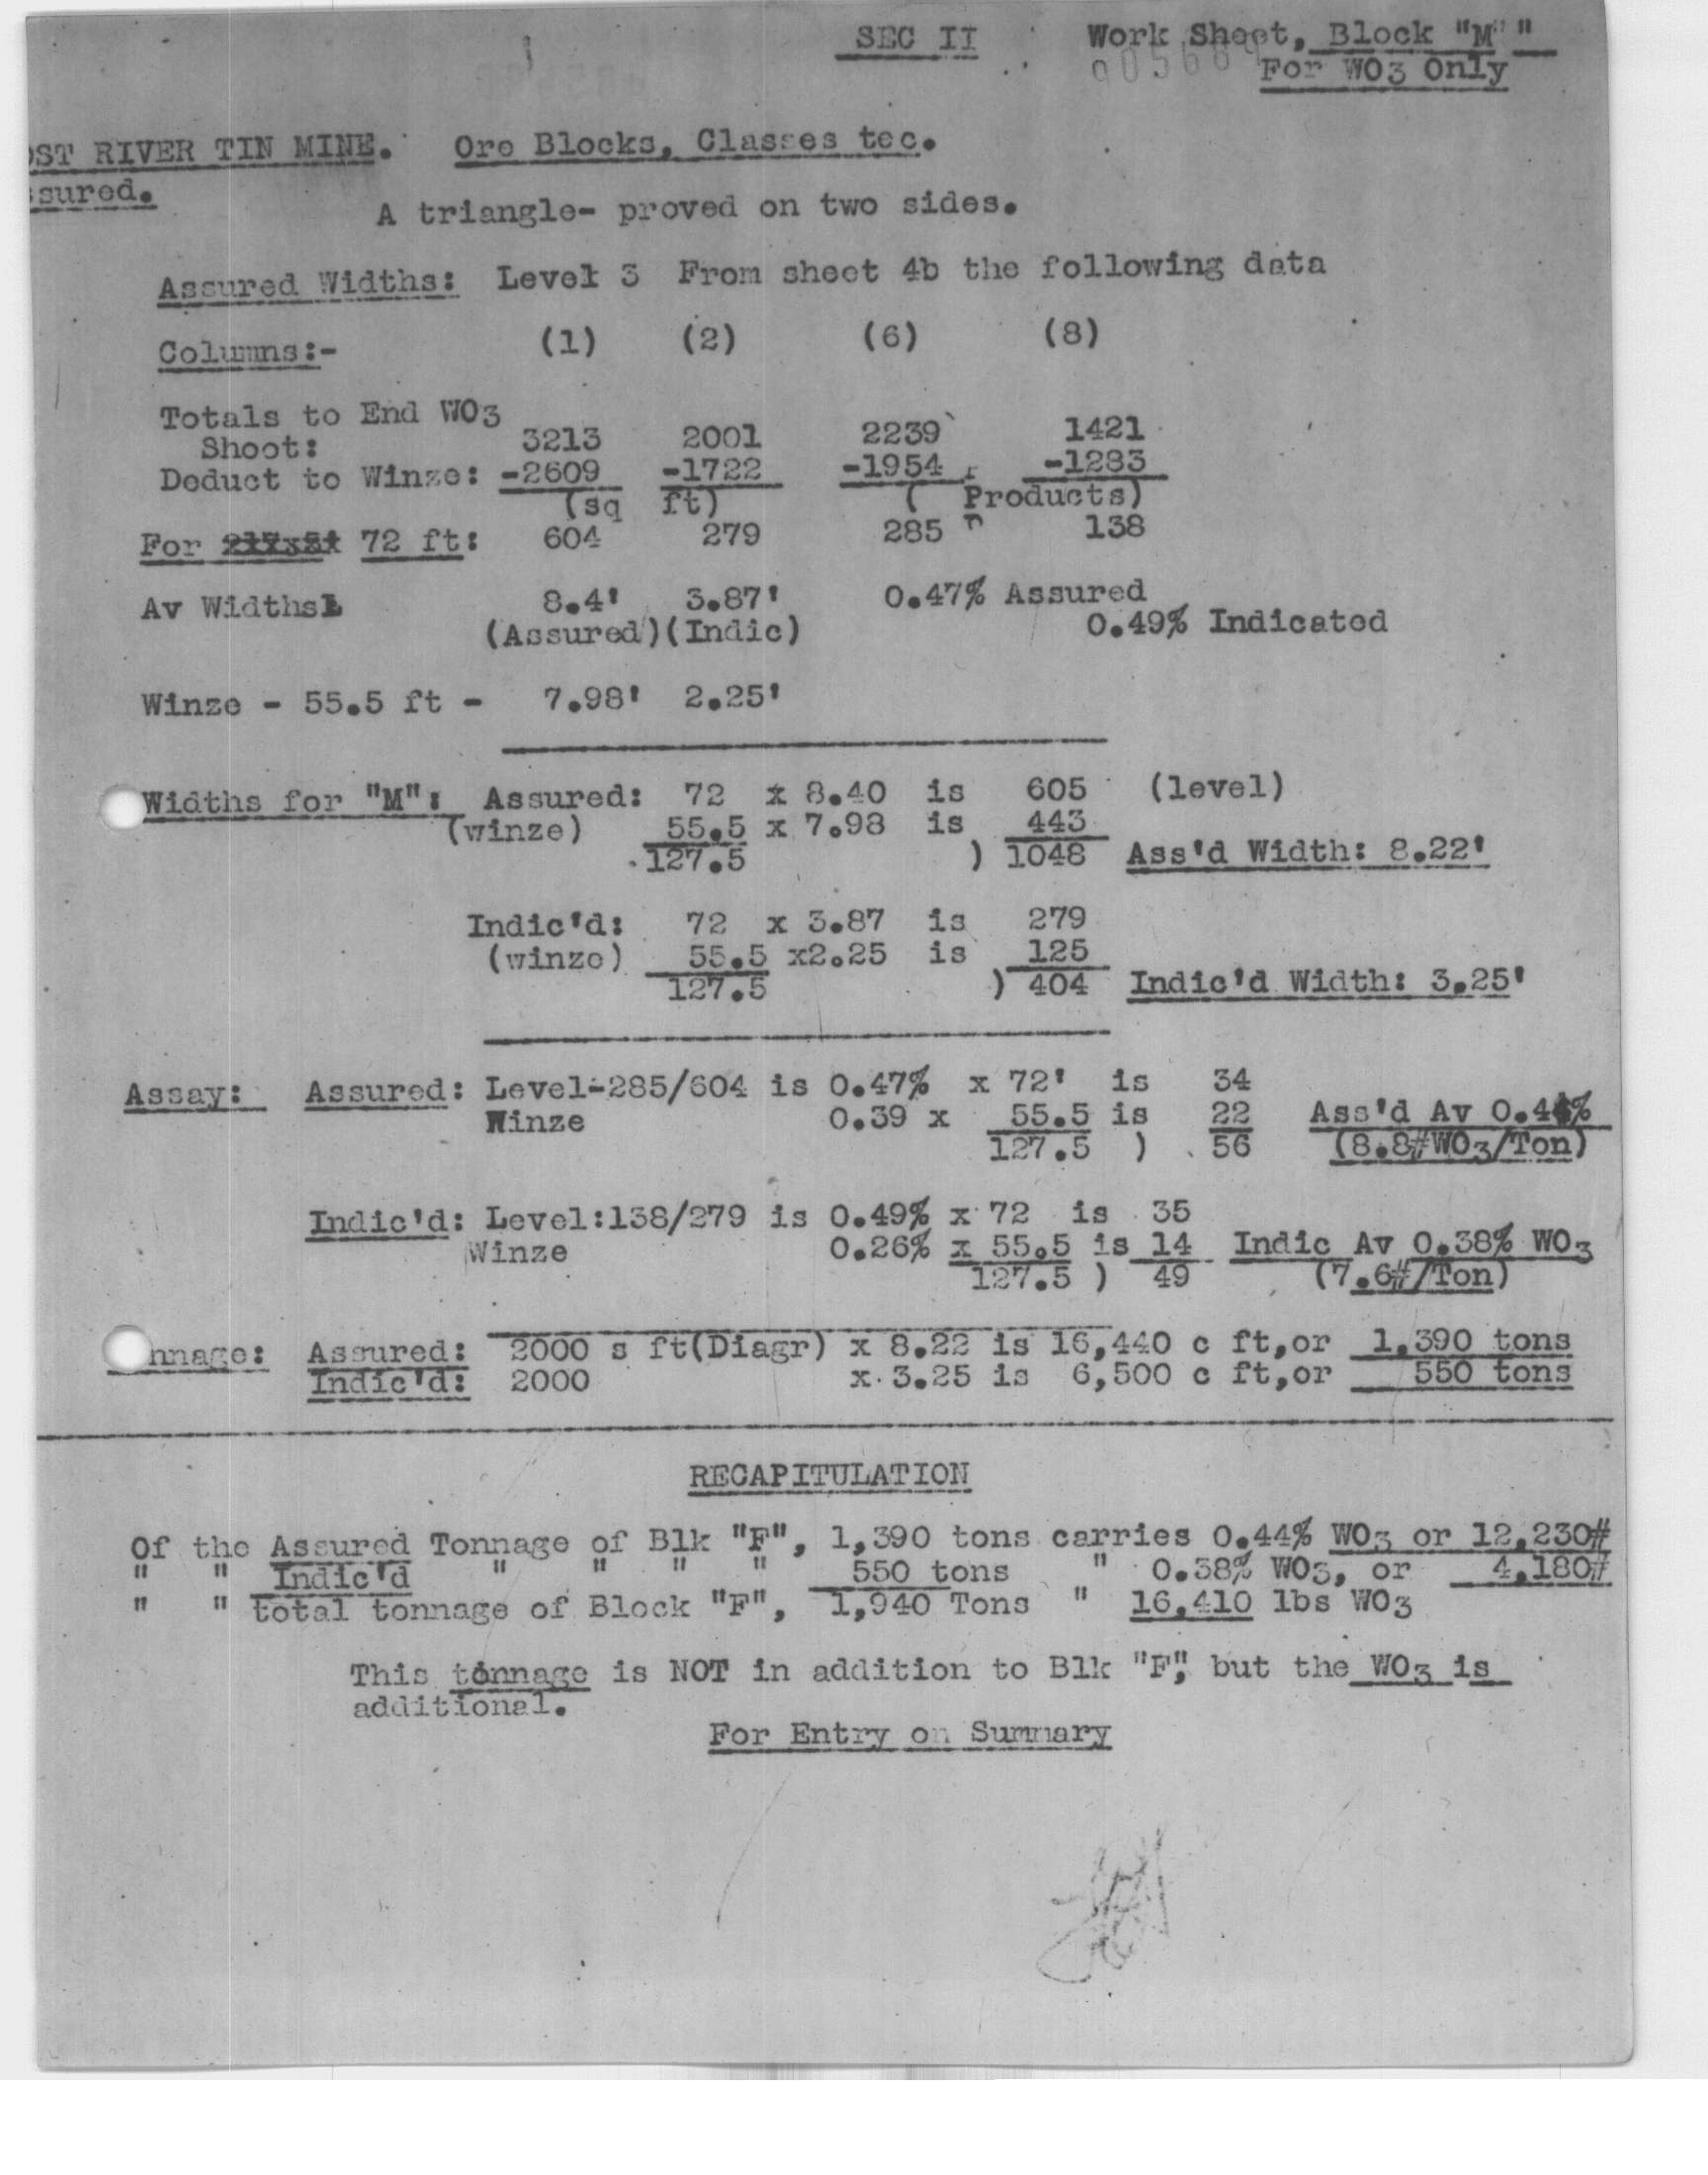 SEC II Work Sheet, Block "M" "
For WO3 Only
OST RIVER TIN MINE. Ore Blocks, Classes tec.
ssured.
A triangle- proved on two sides.
Assured Widths: Level 3 From sheet 4b the following data
Columns:- (1) (2) (6) (8)
Totals to End WO3
Shoot: 3213 2001 2239 1421
Deduct to Winze: -2609 -1722 -1954 -1283
(sq ft) ( Products)
For 72 ft: 604 279 285 138
Av Widths 8.4' 3.87' 0.47% Assured
(Assured)(Indic) 0.49% Indicated
Winze - 55.5 ft - 7.98' 2.25'
Widths for "M": Assured: 72 x 8.40 is 605 (level)
(winze) 55.5 x 7.98 is 443
127.5 ) 1048 Ass'd Width: 8.22'
Indic'd: 72 x 3.87 is 279
(winze) 55.5 x2.25 is 125
127.5 ) 404 Indic'd Width: 3.25'
Assay: Assured: Level-285/604 is 0.47% x 72' is 34
Winze 0.39 x 55.5 is 22 Ass'd Av 0.44%
127.5 ) 56 (8.8#WO3/Ton)
Indic'd: Level:138/279 is 0.49% x 72 is 35
Winze 0.26% x 55.5 is 14 Indic Av 0.38% WO3
127.5 ) 49 (7.6#/Ton)
nnage: Assured: 2000 s ft(Diagr) x 8.22 is 16,440 c ft,or 1,390 tons
Indic'd: 2000 x 3.25 is 6,500 c ft,or 550 tons
RECAPITULATION
Of the Assured Tonnage of Blk "F", 1,390 tons carries 0.44% WO3 or 12,230#
" " Indic'd " " " " 550 tons " 0.38% WO3, or 4,180#
" " total tonnage of Block "F", 1,940 Tons " 16,410 lbs WO3
This tonnage is NOT in addition to Blk "F", but the WO3 is
additional.
For Entry on Summary